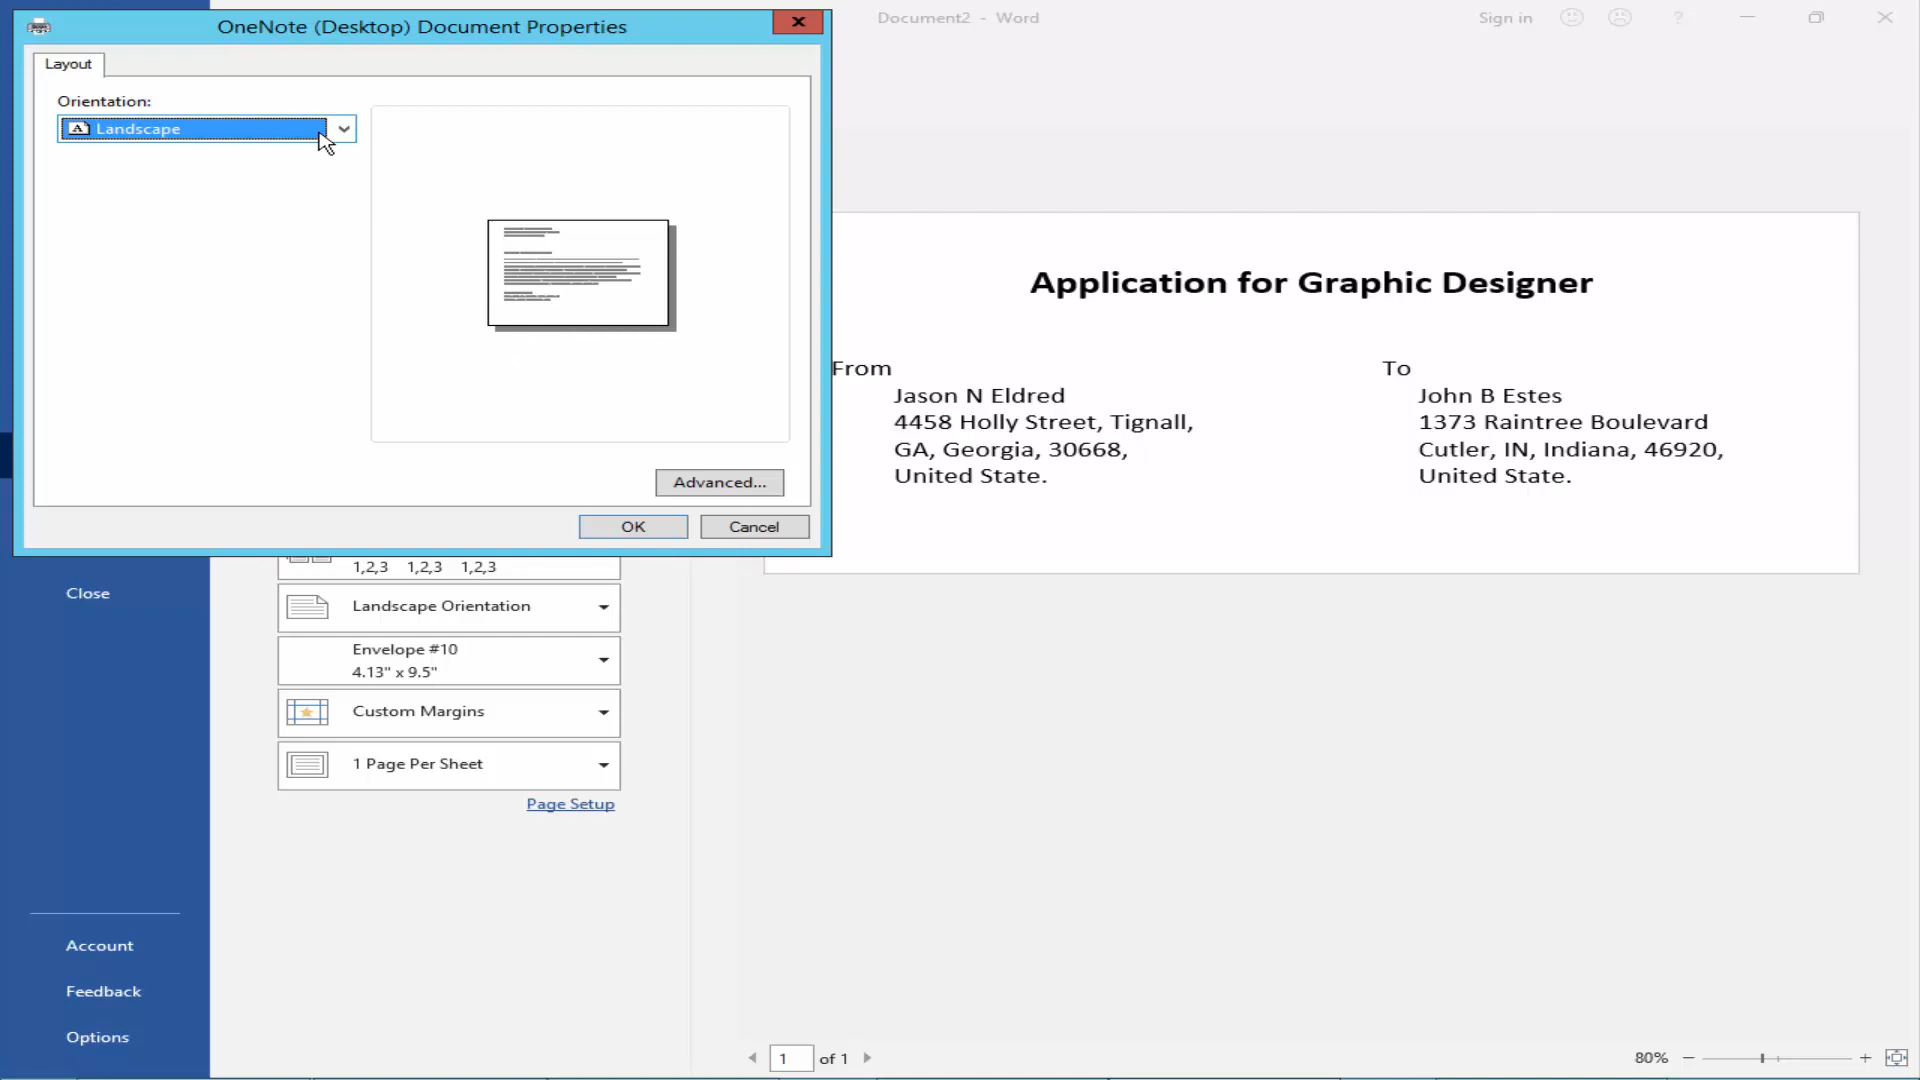 OneNote (Desktop) Document Properties
Document2 - Word
Sign in
?
Layout
Orientation:
A Landscape
Advanced...
OK
Cancel
Application for Graphic Designer
From
Jason N Eldred
4458 Holly Street, Tignall,
GA, Georgia, 30668,
United State.
To
John B Estes
1373 Raintree Boulevard
Cutler, IN, Indiana, 46920,
United State.
1,2,3 1,2,3 1,2,3
Close
Landscape Orientation
Envelope #10
4.13" x 9.5"
Custom Margins
1 Page Per Sheet
Page Setup
Account
Feedback
Options
1 of 1
80%